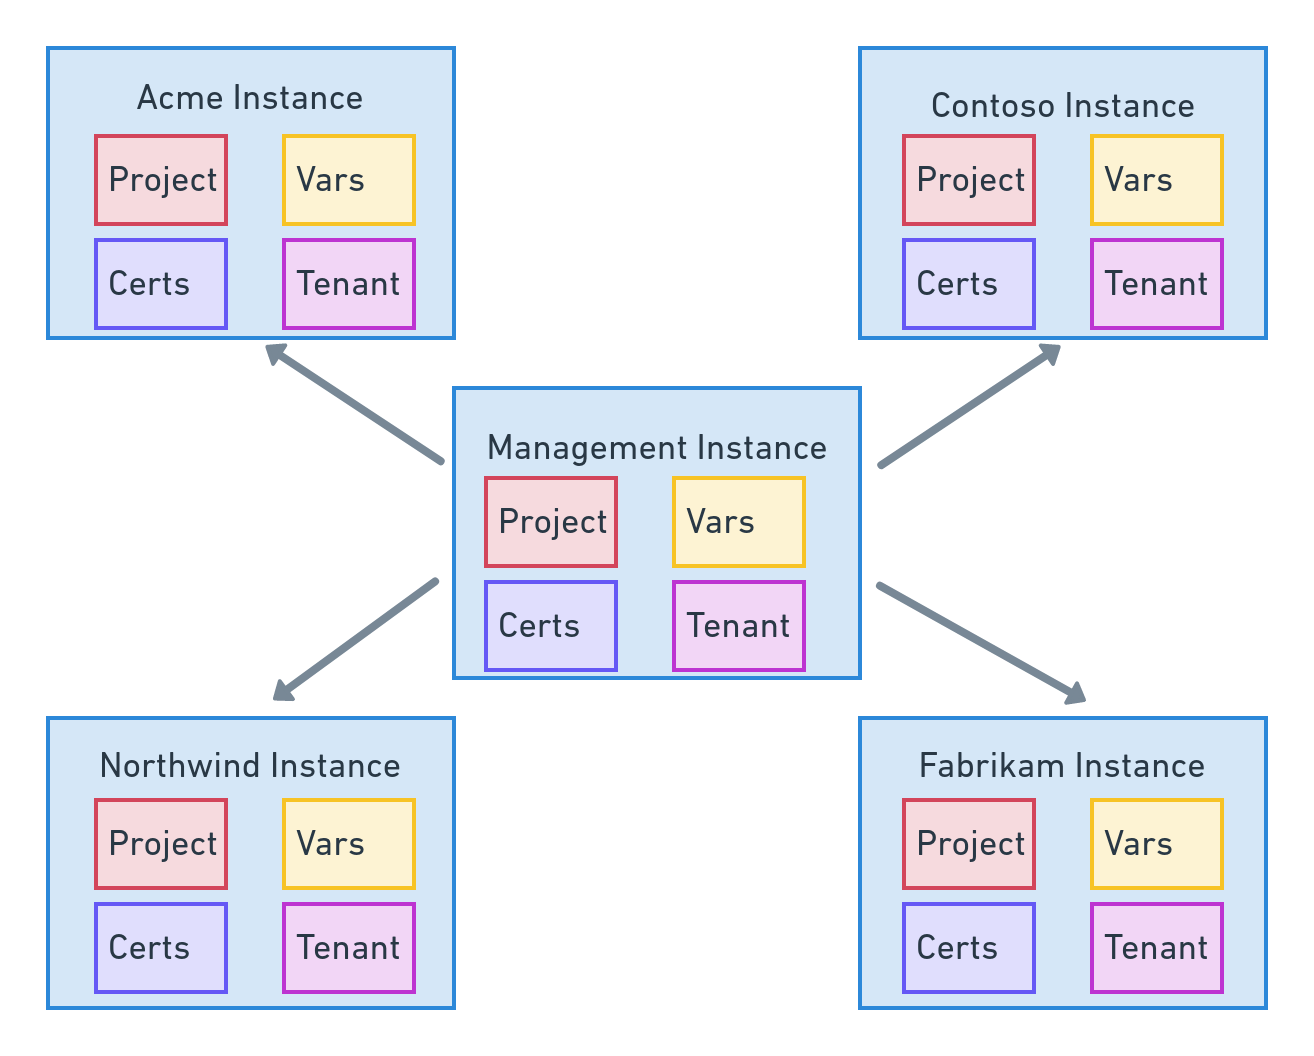 Acme Instance
Project
Vars
Certs
Tenant
Contoso Instance
Project
Vars
Certs
Tenant
Management Instance
Project
Vars
Certs
Tenant
Northwind Instance
Project
Vars
Certs
Tenant
Fabrikam Instance
Project
Vars
Certs
Tenant